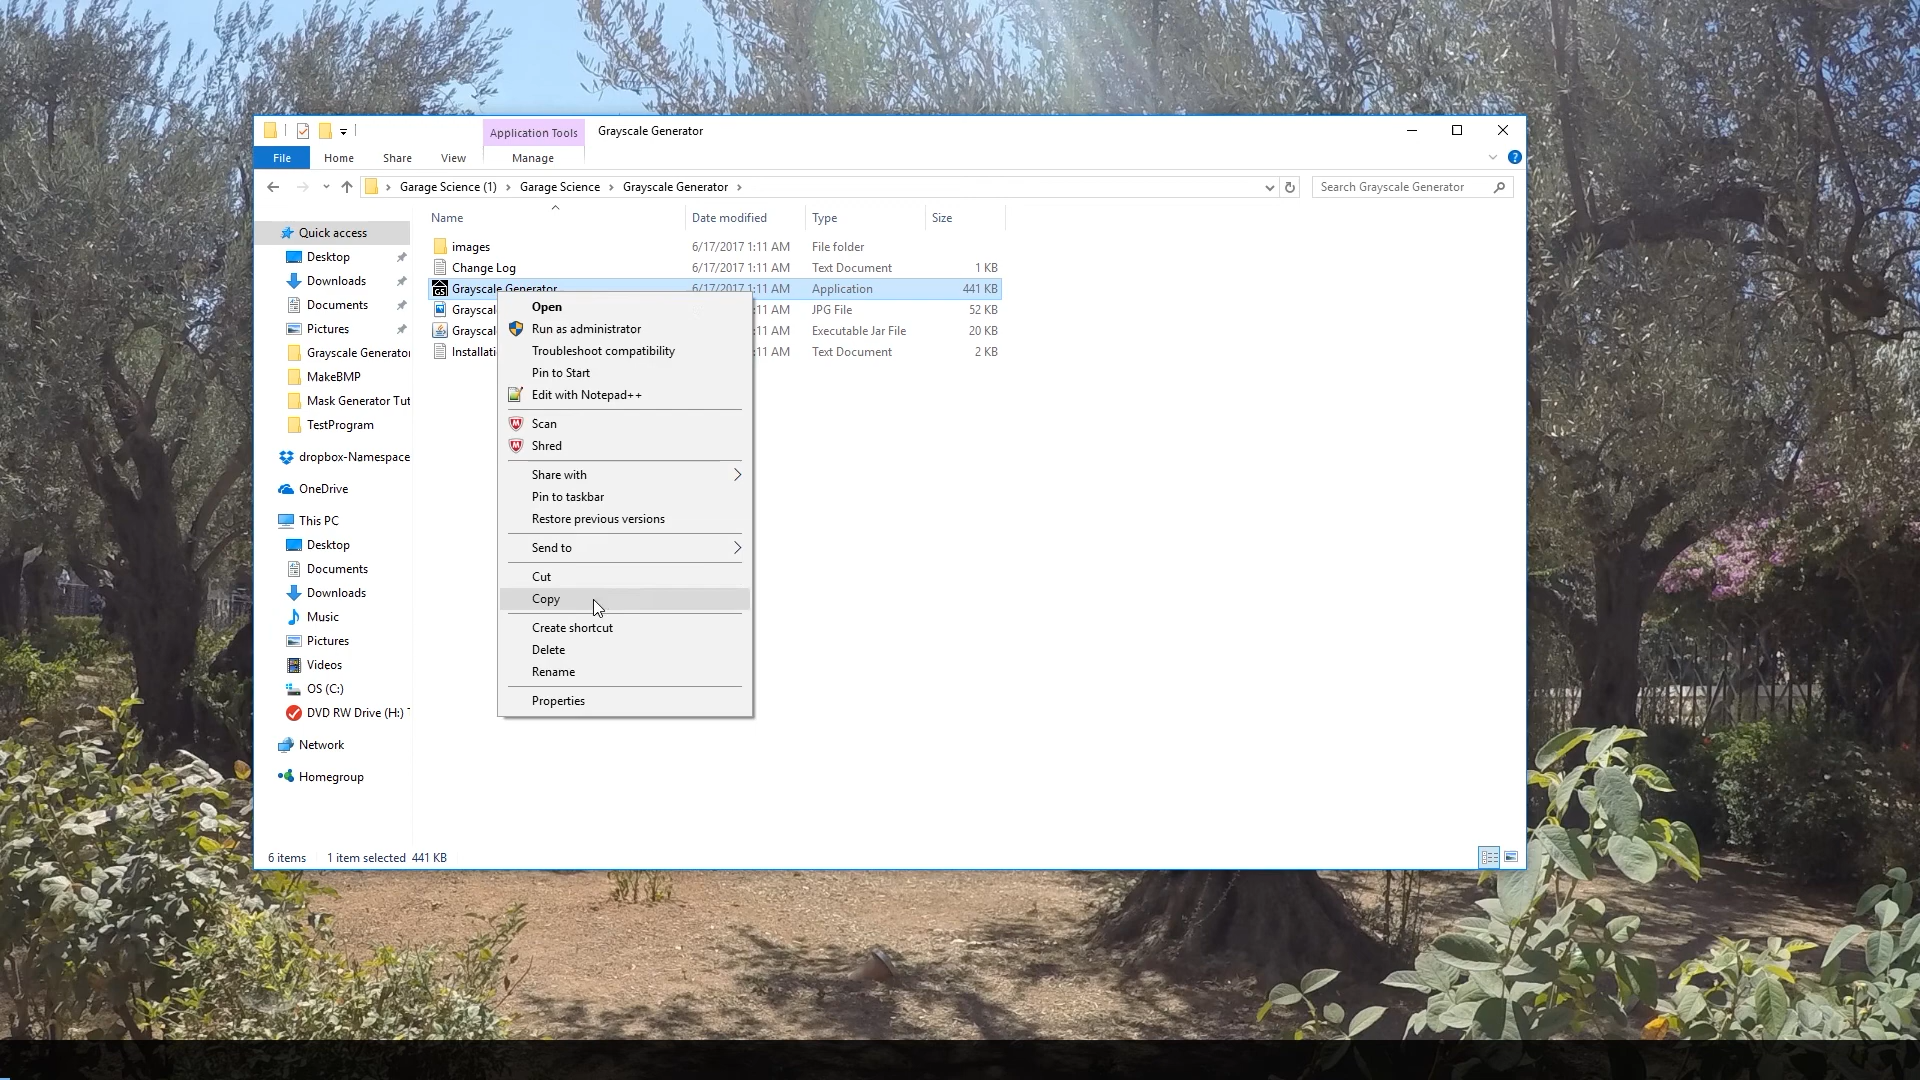 Application Tools
Grayscale Generator
File
Home
Share
View
Manage
Garage Science (1)
Garage Science
Grayscale Generator
Search Grayscale Generator
Name
Date modified
Type
Size
images
6/17/2017 1:11 AM
File folder
Change Log
6/17/2017 1:11 AM
Text Document
1 KB
GS
Grayscale Generator
6/17/2017 1:11 AM
Application
441 KB
Grayscal
:11 AM
JPG File
52 KB
Grayscal
:11 AM
Executable Jar File
20 KB
Installati
:11 AM
Text Document
2 KB
Quick access
Desktop
Downloads
Documents
Pictures
Grayscale Generator
MakeBMP
Mask Generator Tut
TestProgram
dropbox-Namespace
OneDrive
This PC
Desktop
Documents
Downloads
Music
Pictures
Videos
OS (C:)
DVD RW Drive (H:)
Network
Homegroup
Open
Run as administrator
Troubleshoot compatibility
Pin to Start
Edit with Notepad++
Scan
Shred
Share with
Pin to taskbar
Restore previous versions
Send to
Cut
Copy
Create shortcut
Delete
Rename
Properties
6 items
1 item selected 441 KB